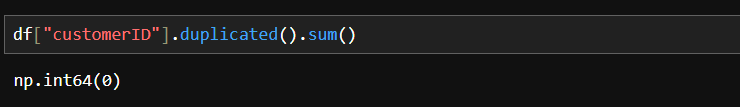 df["customerID"].duplicated().sum()
np.int64(0)